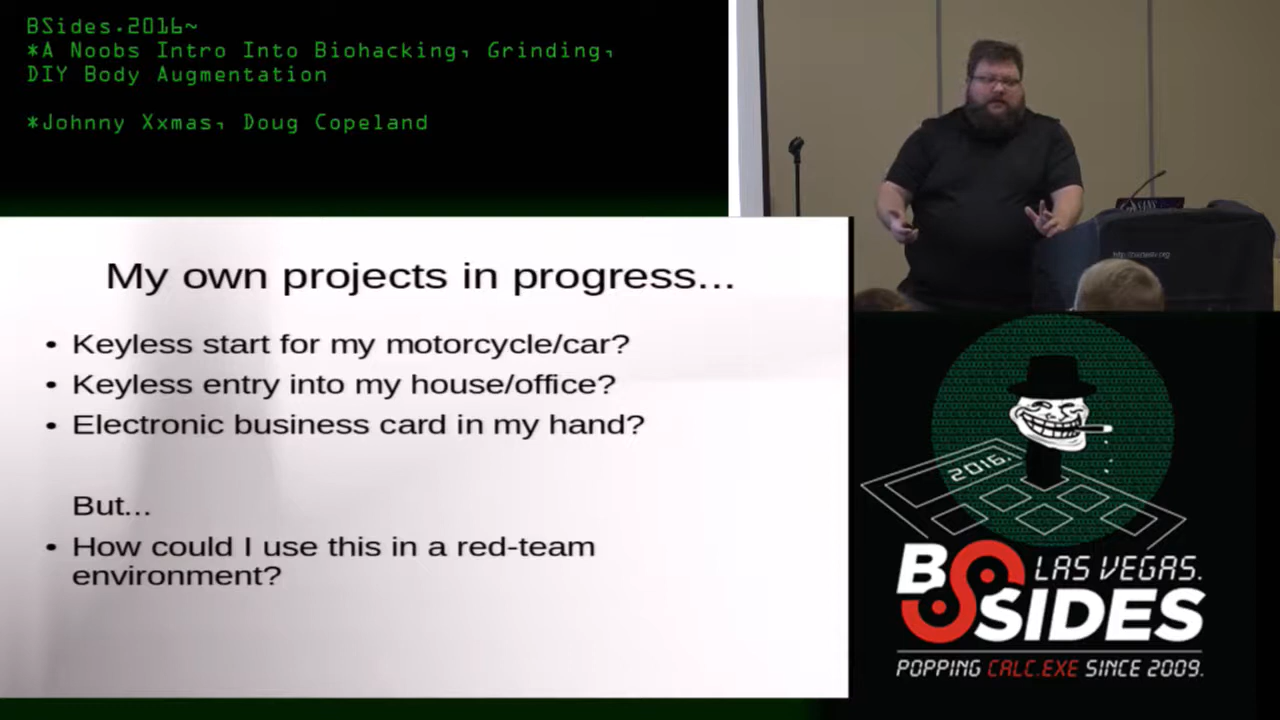 BSides.2016~
*A Noobs Intro Into Biohacking, Grinding,
DIY Body Augmentation
*Johnny Xxmas, Doug Copeland
My own projects in progress...
• Keyless start for my motorcycle/car?
• Keyless entry into my house/office?
• Electronic business card in my hand?
But...
• How could I use this in a red-team
environment?
2016.
BSIDES
LAS VEGAS.
POPPING CALC.EXE SINCE 2009.